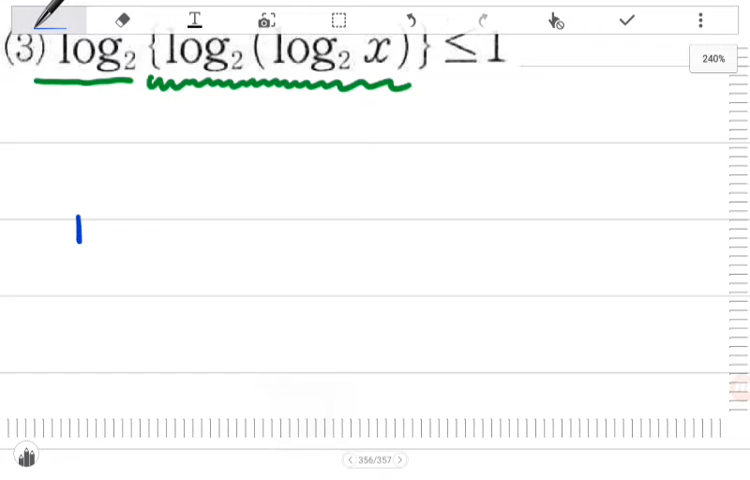 T
(3) log₂ {log₂ ( log₂ x )} ≤ 1
240%
356/357